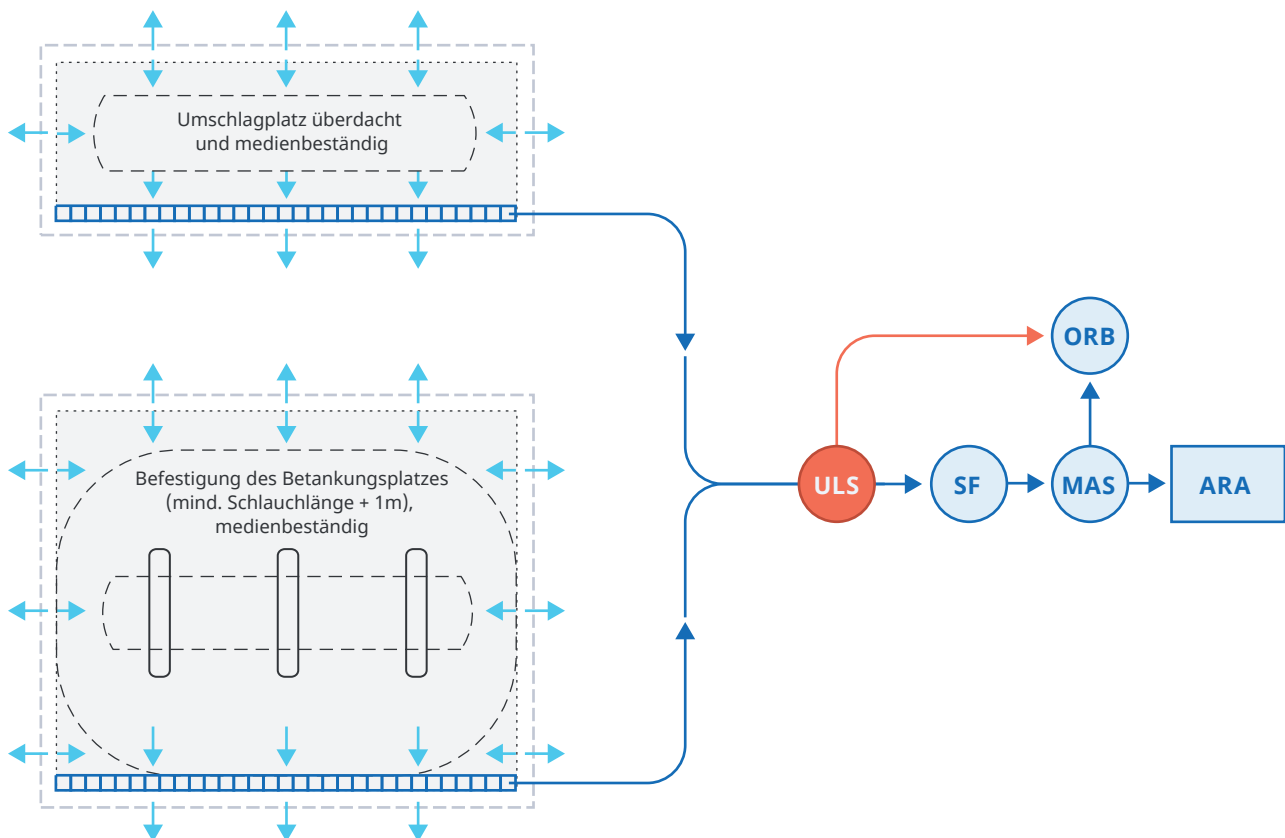 Umschlagplatz überdacht
und medienbeständig
ORB
Befestigung des Betankungsplatzes
(mind. Schlauchlänge + 1m),
medienbeständig
ULS
SF
MAS
ARA